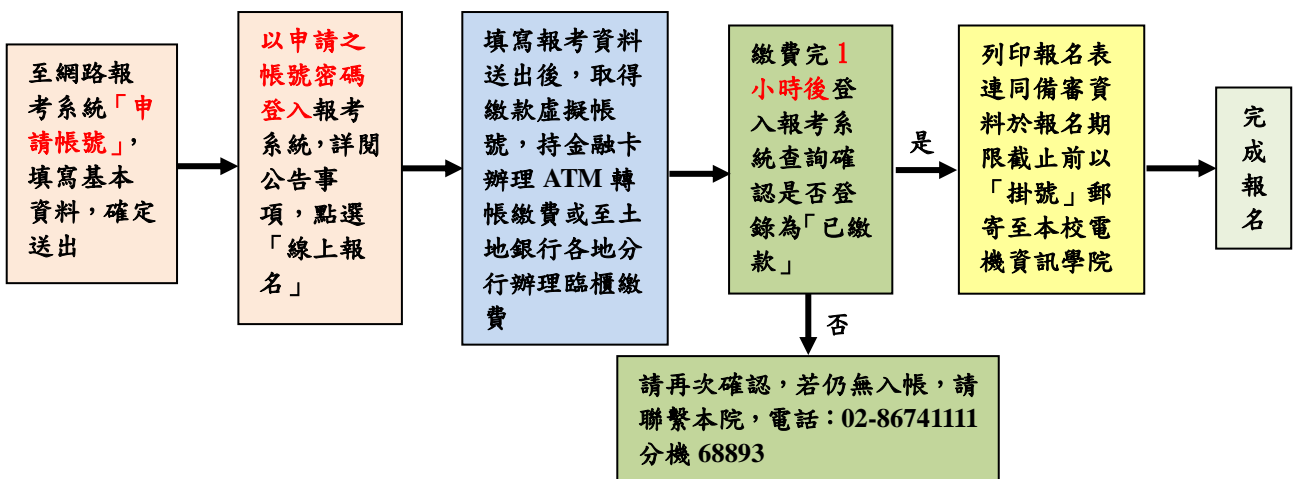 至網路報
考系統「申
請帳號」,
填寫基本
資料,確定
送出
以申請之
帳號密碼
登入報考
系統,詳閱
公告事
項,點選
「線上報
名」
填寫報考資料
送出後,取得
繳款虛擬帳
號,持金融卡
辦理 ATM 轉
帳繳費或至土
地銀行各地分
行辦理臨櫃繳
費
繳費完 1
小時後登
入報考系
統查詢確
認是否登
錄為「已繳
款」
是
列印報名表
連同備審資
料於報名期
限截止前以
「掛號」郵
寄至本校電
機資訊學院
完
成
報
名
否
請再次確認,若仍無入帳,請
聯繫本院,電話:02-86741111
分機 68893